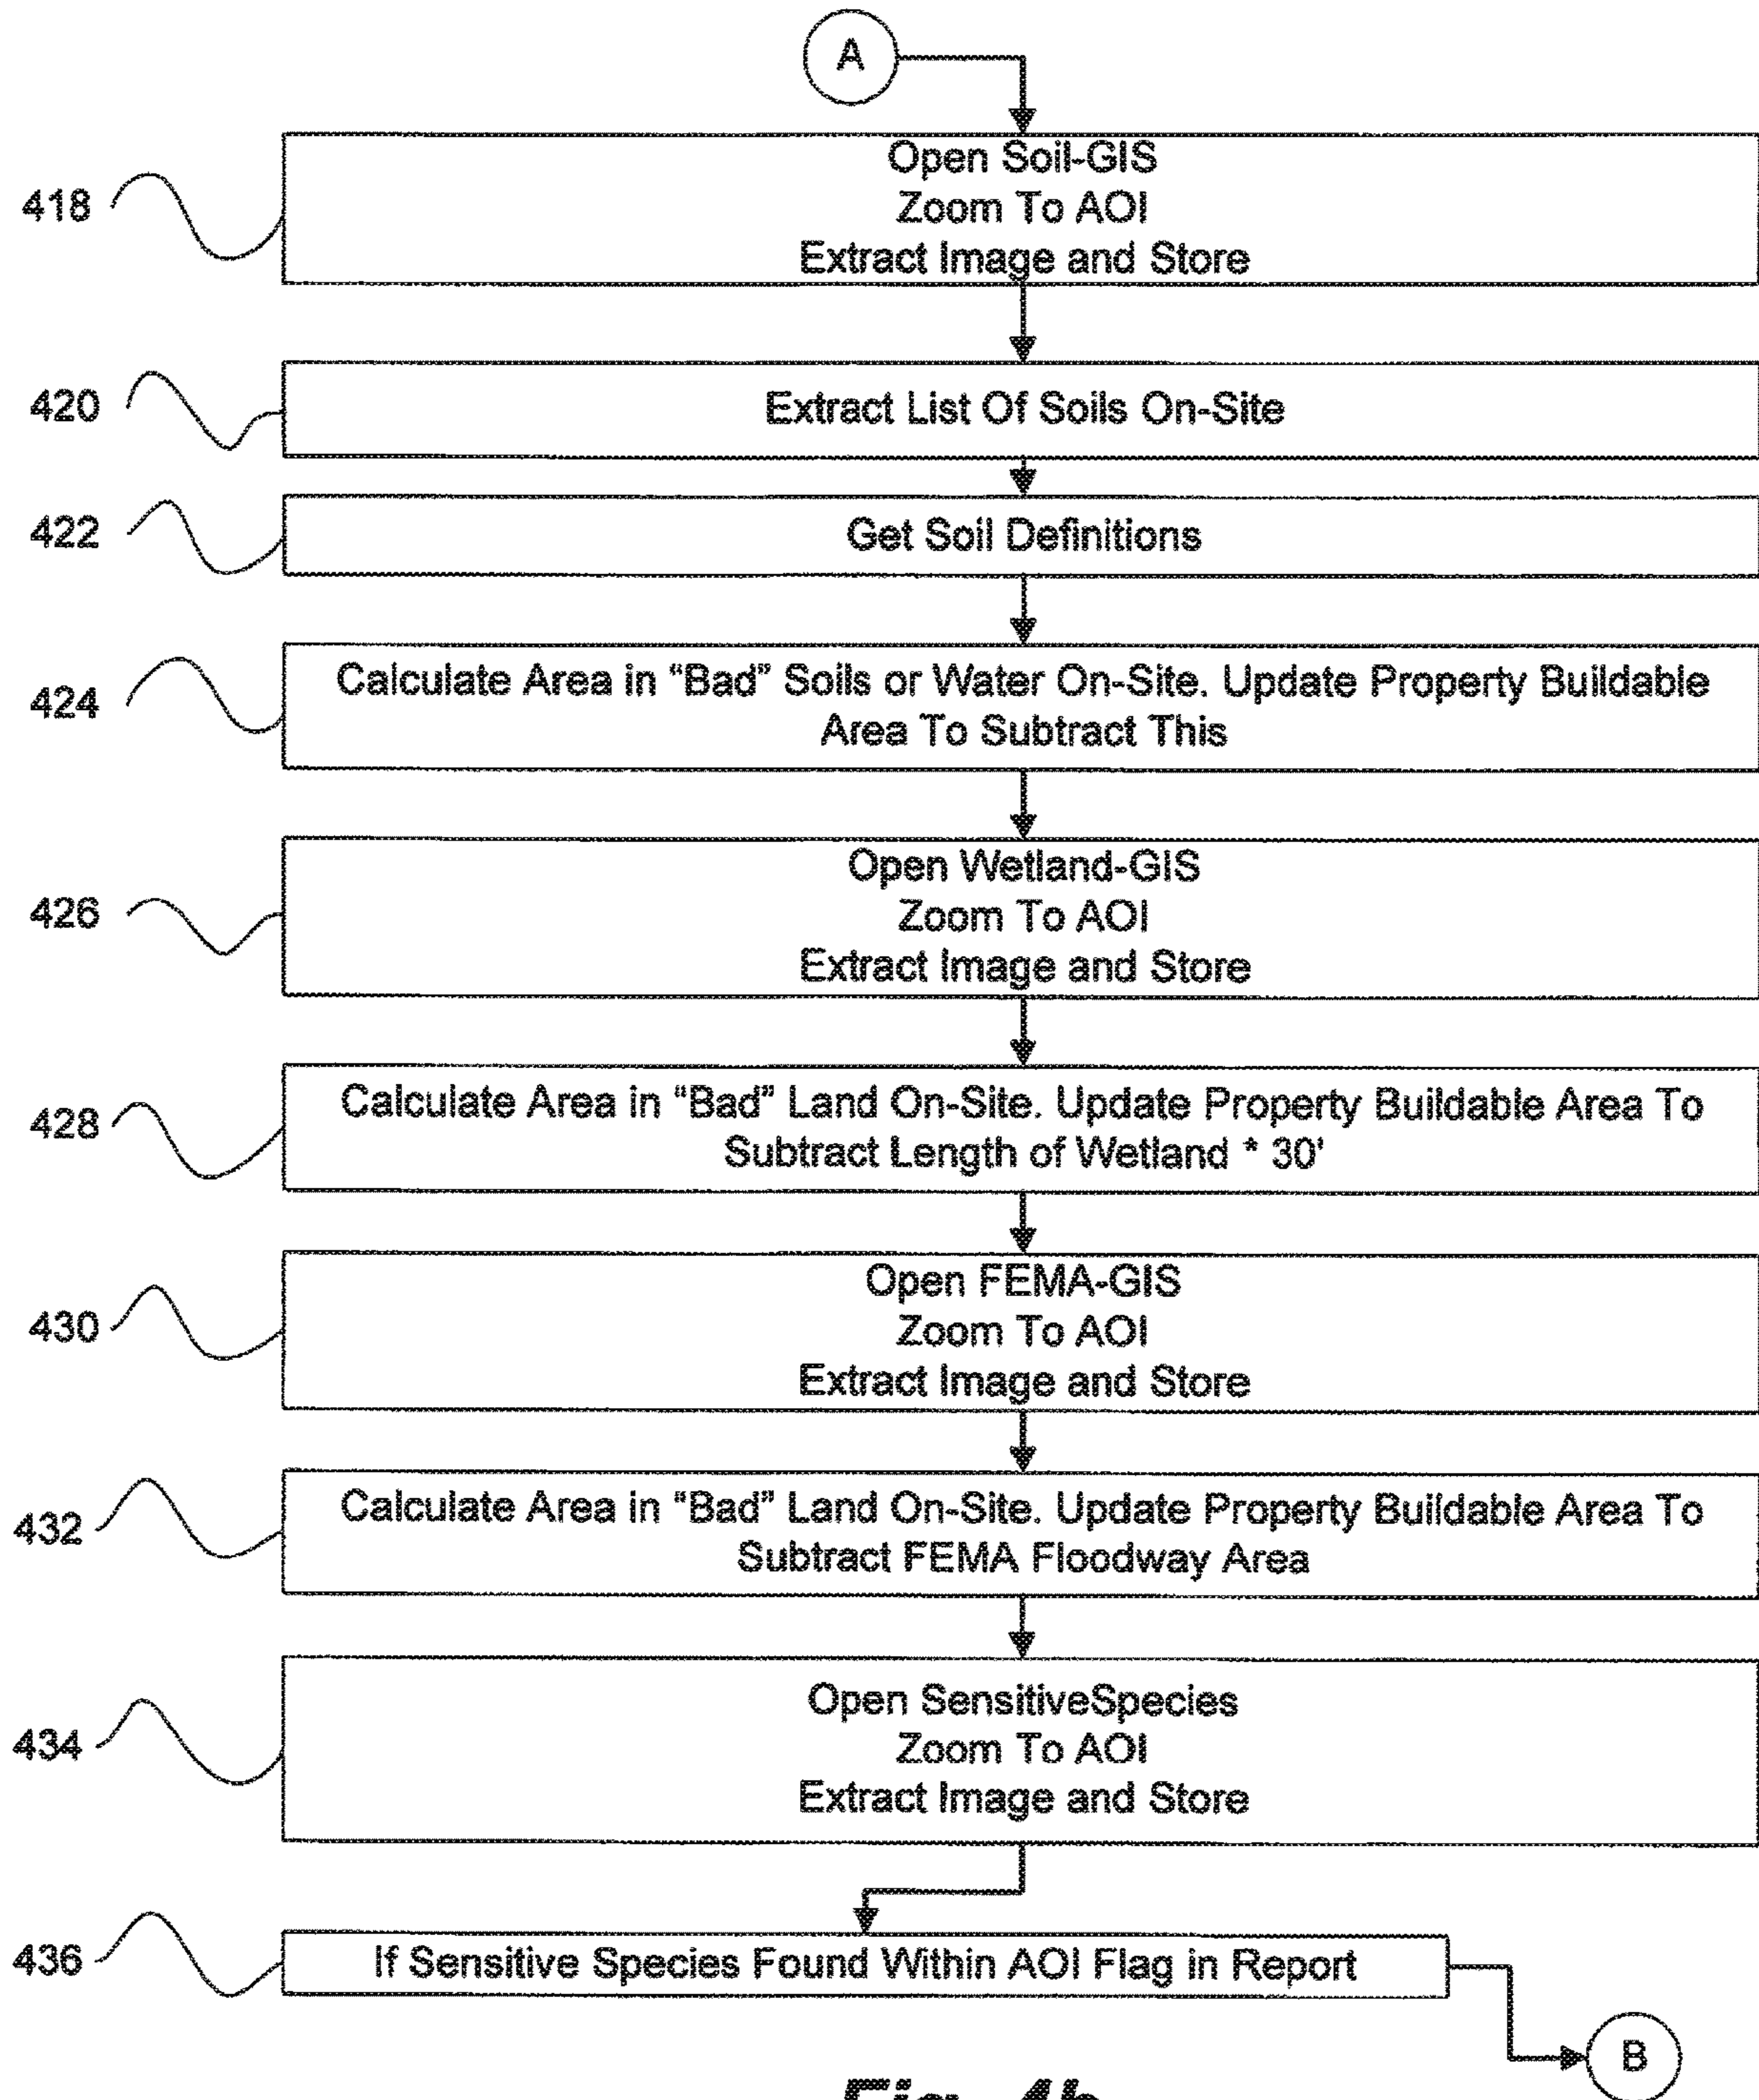 A
418
Open Soil-GIS
Zoom To AOI
Extract Image and Store
420
Extract List Of Soils On-Site
422
Get Soil Definitions
424
Calculate Area in “Bad” Soils or Water On-Site. Update Property Buildable
Area To Subtract This
426
Open Wetland-GIS
Zoom To AOI
Extract Image and Store
428
Calculate Area in “Bad” Land On-Site. Update Property Buildable Area To
Subtract Length of Wetland * 30'
430
Open FEMA-GIS
Zoom To AOI
Extract Image and Store
432
Calculate Area in “Bad” Land On-Site. Update Property Buildable Area To
Subtract FEMA Floodway Area
434
Open SensitiveSpecies
Zoom To AOI
Extract Image and Store
436
If Sensitive Species Found Within AOI Flag in Report
B
Fig. 4b